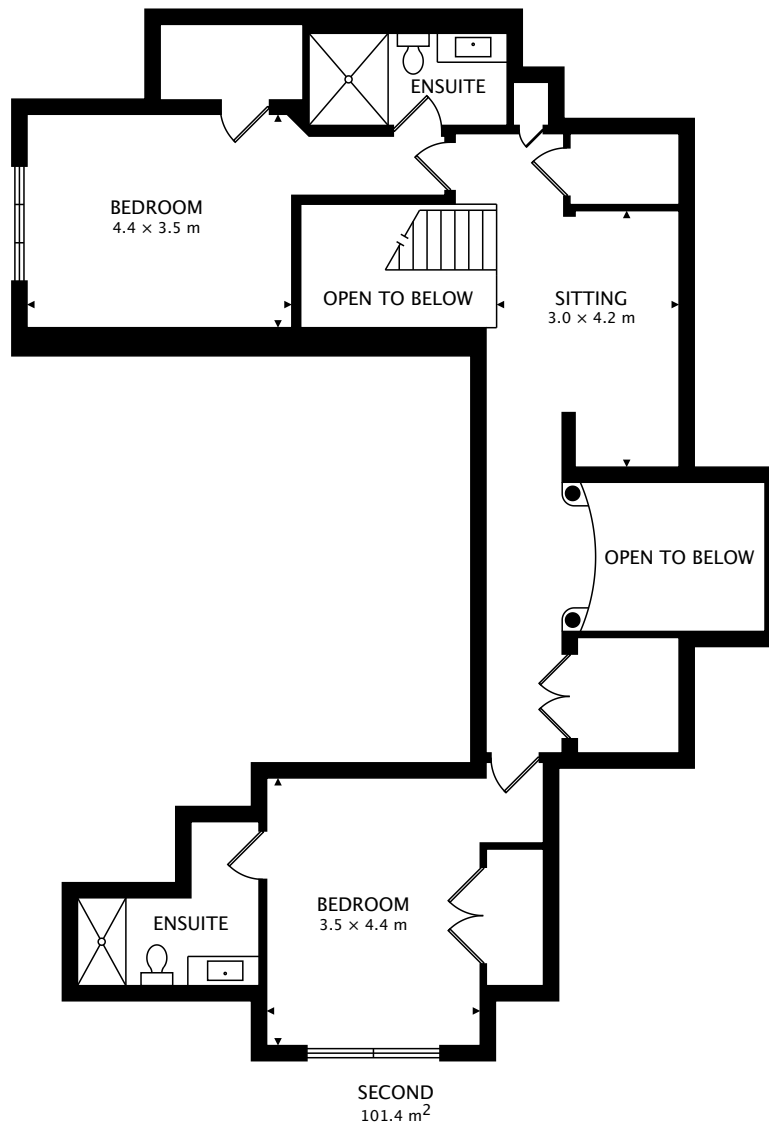 ENSUITE
BEDROOM
4.4 × 3.5 m
OPEN TO BELOW
SITTING
3.0 × 4.2 m
OPEN TO BELOW
BEDROOM
3.5 × 4.4 m
ENSUITE
SECOND
101.4 m²